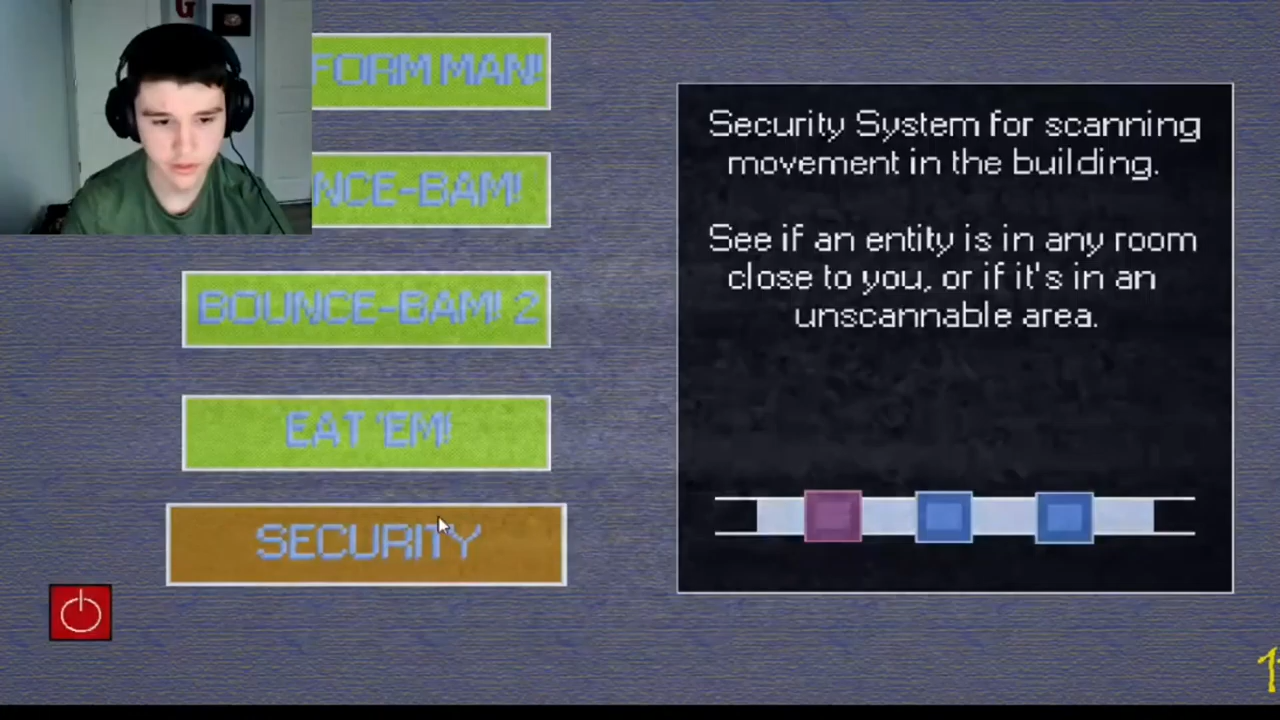 G
FORM MAN!
NCE-BAM!
BOUNCE-BAM! 2
EAT 'EM!
SECURITY
Security System for scanning
movement in the building.
See if an entity is in any room
close to you, or if it's in an
unscannable area.
1